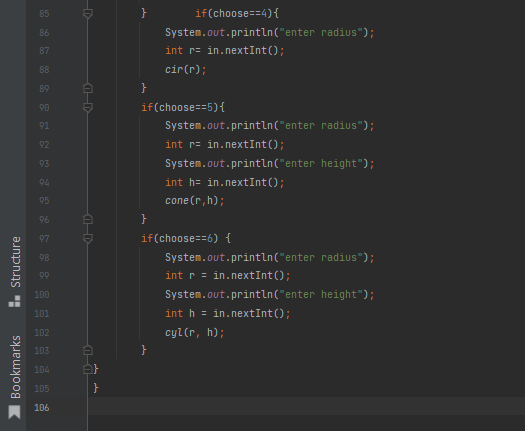 85 } if(choose==4){
86 System.out.println("enter radius");
87 int r= in.nextInt();
88 cir(r);
89 }
90 if(choose==5){
91 System.out.println("enter radius");
92 int r= in.nextInt();
93 System.out.println("enter height");
94 int h= in.nextInt();
95 cone(r,h);
96 }
97 if(choose==6) {
98 System.out.println("enter radius");
99 int r = in.nextInt();
100 System.out.println("enter height");
101 int h = in.nextInt();
102 cyl(r, h);
103 }
104 }
105 }
106
Structure
Bookmarks